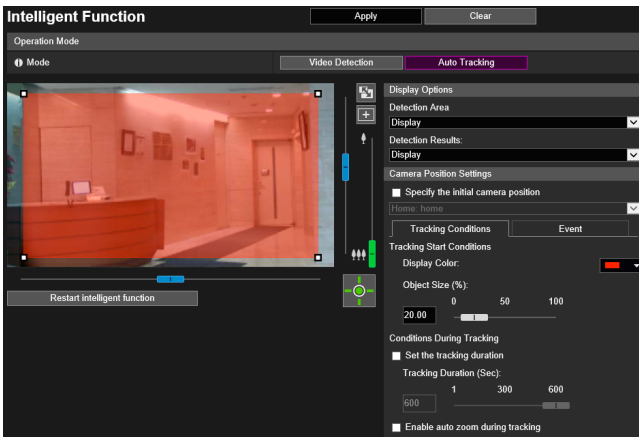 Intelligent Function
Apply
Clear
Operation Mode
Mode
Video Detection
Auto Tracking
Display Options
Detection Area
Display
Detection Results:
Display
Camera Position Settings
Specify the initial camera position
Home: home
Tracking Conditions
Event
Tracking Start Conditions
Display Color:
Object Size (%):
0 50 100
20.00
Restart intelligent function
Conditions During Tracking
Set the tracking duration
Tracking Duration (Sec):
1 300 600
600
Enable auto zoom during tracking